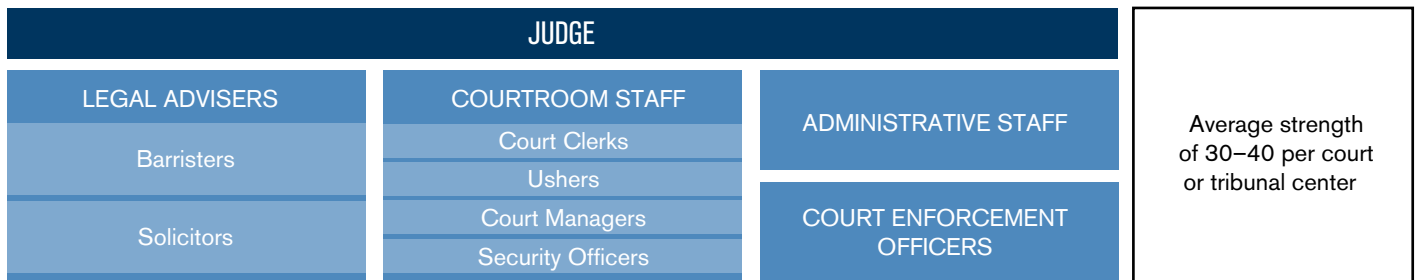 JUDGE
LEGAL ADVISERS
Barristers
Solicitors
COURTROOM STAFF
Court Clerks
Ushers
Court Managers
Security Officers
ADMINISTRATIVE STAFF
COURT ENFORCEMENT
OFFICERS
Average strength
of 30–40 per court
or tribunal center